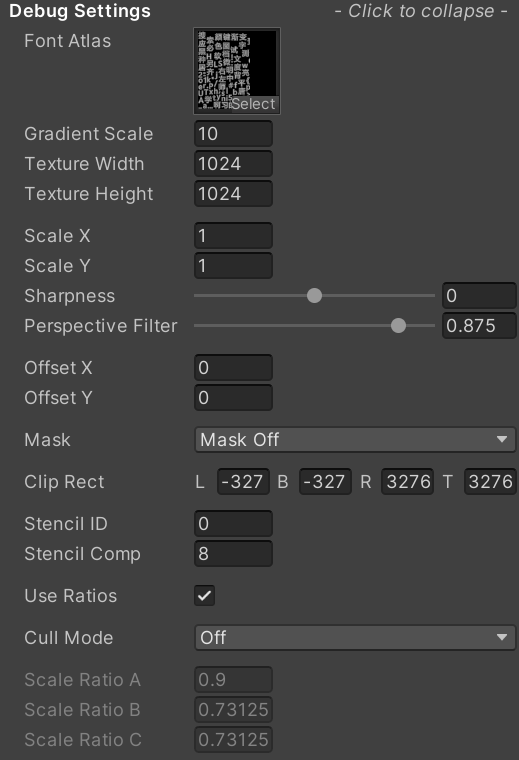 Debug Settings - Click to collapse -
Font Atlas
Select
Gradient Scale 10
Texture Width 1024
Texture Height 1024
Scale X 1
Scale Y 1
Sharpness 0
Perspective Filter 0.875
Offset X 0
Offset Y 0
Mask Mask Off
Clip Rect L -327 B -327 R 3276 T 3276
Stencil ID 0
Stencil Comp 8
Use Ratios
Cull Mode Off
Scale Ratio A 0.9
Scale Ratio B 0.73125
Scale Ratio C 0.73125